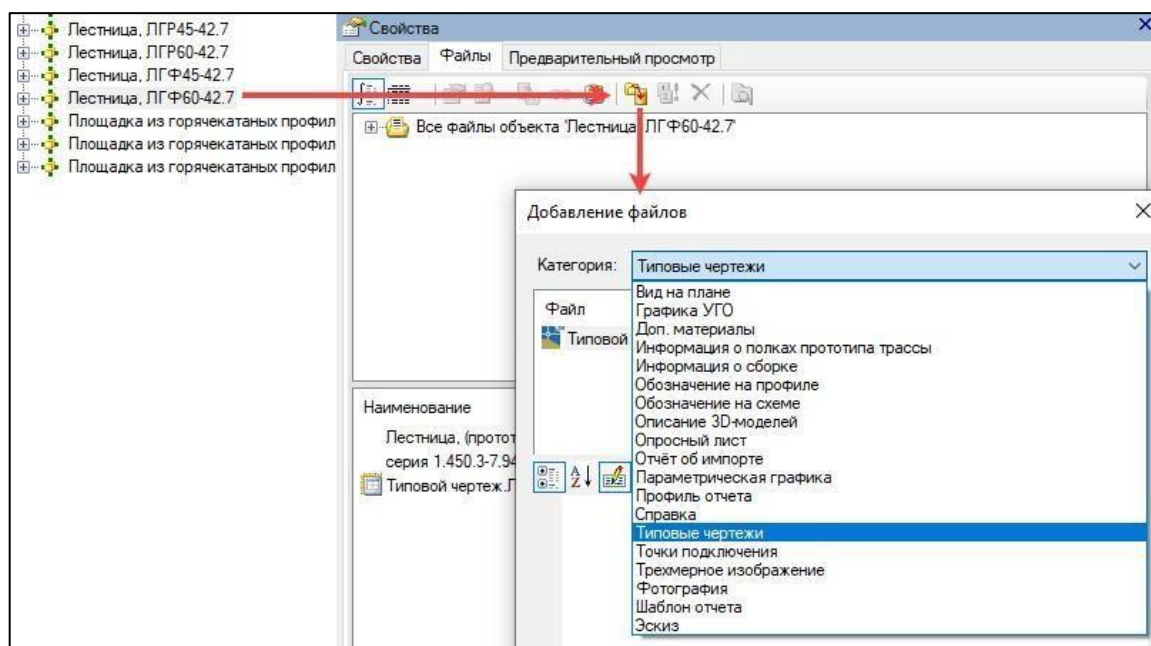 Лестница, ЛГР45-42.7
Лестница, ЛГР60-42.7
Лестница, ЛГФ45-42.7
Лестница, ЛГФ60-42.7
Площадка из горячекатаных профил
Площадка из горячекатаных профил
Площадка из горячекатаных профил
Свойства
Свойства Файлы Предварительный просмотр
Все файлы объекта 'Лестница, ЛГФ60-42.7'
Наименование
Лестница, (протот
серия 1.450.3-7.94
Типовой чертеж.Л
Добавление файлов
Категория: Типовые чертежи
Файл
Типовой
Вид на плане
Графика УГО
Доп. материалы
Информация о полках прототипа трассы
Информация о сборке
Обозначение на профиле
Обозначение на схеме
Описание 3D-моделей
Опросный лист
Отчёт об импорте
Параметрическая графика
Профиль отчета
Справка
Типовые чертежи
Точки подключения
Трехмерное изображение
Фотография
Шаблон отчета
Эскиз